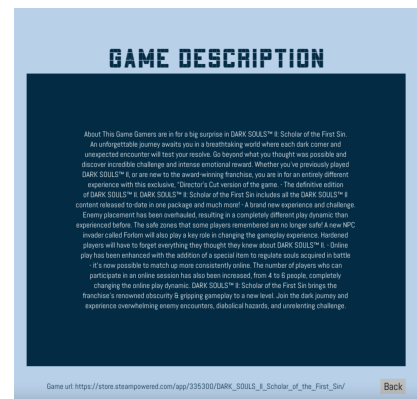 GAME DESCRIPTION
About This Game Gamers are in for a big surprise in DARK SOULS™ II: Scholar of the First Sin.
An unforgettable journey awaits you in a breathtaking world where each dark corner and
unexpected encounter will test your resolve. Go beyond what you thought was possible and
discover incredible challenge and intense emotional reward. Whether you've previously played
DARK SOULS™ II, or are new to the award-winning franchise, you are in for an entirely different
experience with this exclusive, "Director's Cut version of the game. - The definitive edition
of DARK SOULS™ II. DARK SOULS™ II: Scholar of the First Sin includes all the DARK SOULS™ II
content released to-date in one package and much more! - A brand new experience and challenge.
Enemy placement has been overhauled, resulting in a completely different play dynamic than
experienced before. The safe zones that some players remembered are no longer safe! A new NPC
invader called Forlorn will also play a key role in changing the gameplay experience. Hardened
players will have to forget everything they thought they knew about DARK SOULS™ II. - Online
play has been enhanced with the addition of a special item to regulate souls acquired in battle
- it's now possible to match up more consistently online. The number of players who can
participate in an online session has also been increased, from 4 to 6 people, completely
changing the online play dynamic. DARK SOULS™ II: Scholar of the First Sin brings the
franchise's renowned obscurity & gripping gameplay to a new level. Join the dark journey and
experience overwhelming enemy encounters, diabolical hazards, and unrelenting challenge.
Game url: https://store.steampowered.com/app/335300/DARK_SOULS_II_Scholar_of_the_First_Sin/
Back